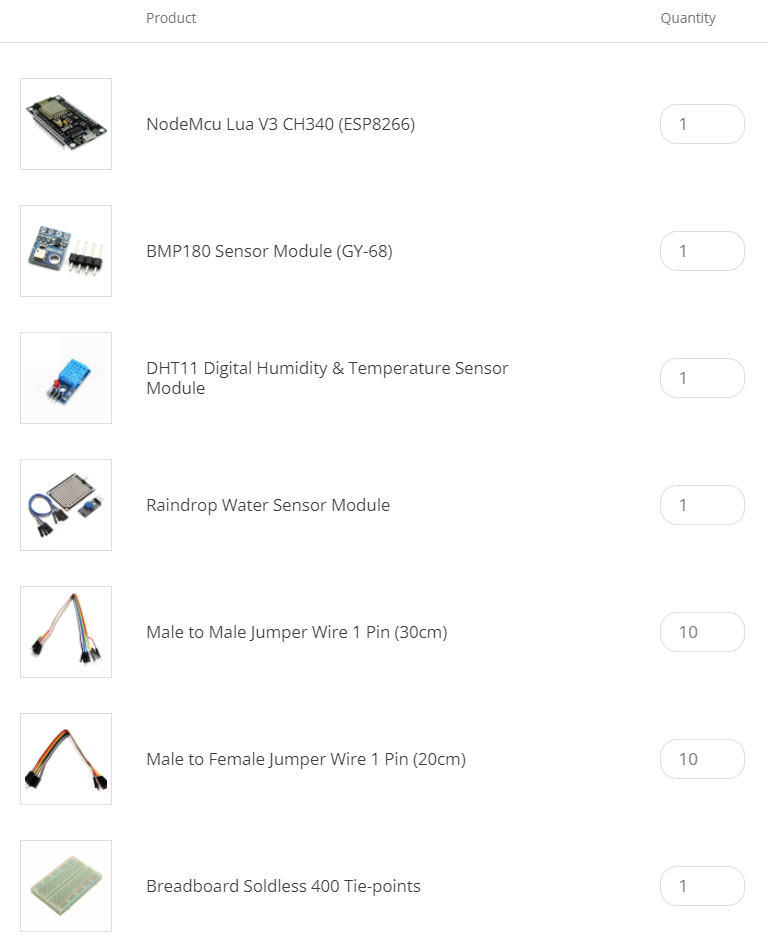 Product Quantity
NodeMcu Lua V3 CH340 (ESP8266) 1
BMP180 Sensor Module (GY-68) 1
DHT11 Digital Humidity & Temperature Sensor
Module
1
Raindrop Water Sensor Module 1
Male to Male Jumper Wire 1 Pin (30cm) 10
Male to Female Jumper Wire 1 Pin (20cm) 10
Breadboard Soldless 400 Tie-points 1